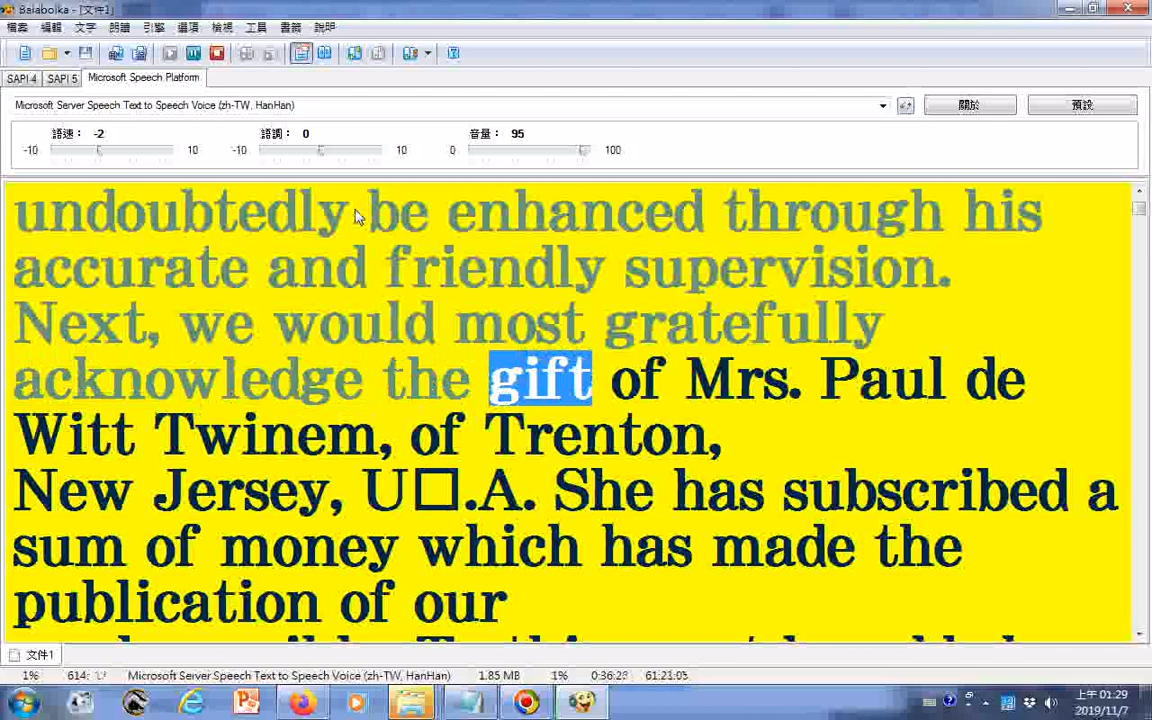 Balabolka - [文件1]
檔案 編輯 文字 朗讀 引擎 選項 檢視 工具 書籤 說明
SAPI 4 SAPI 5 Microsoft Speech Platform
Microsoft Server Speech Text to Speech Voice (zh-TW, HanHan) 關於 預設
語速： -2 語調： 0 音量： 95
-10 10 -10 10 0 100
undoubtedly be enhanced through his
accurate and friendly supervision.
Next, we would most gratefully
acknowledge the gift of Mrs. Paul de
Witt Twinem, of Trenton,
New Jersey, U□.A. She has subscribed a
sum of money which has made the
publication of our
文件1
1% Microsoft Server Speech Text to Speech Voice (zh-TW, HanHan) 1.85 MB 1% 0:36:23 61:21:05
上午 01:29
2019/11/7